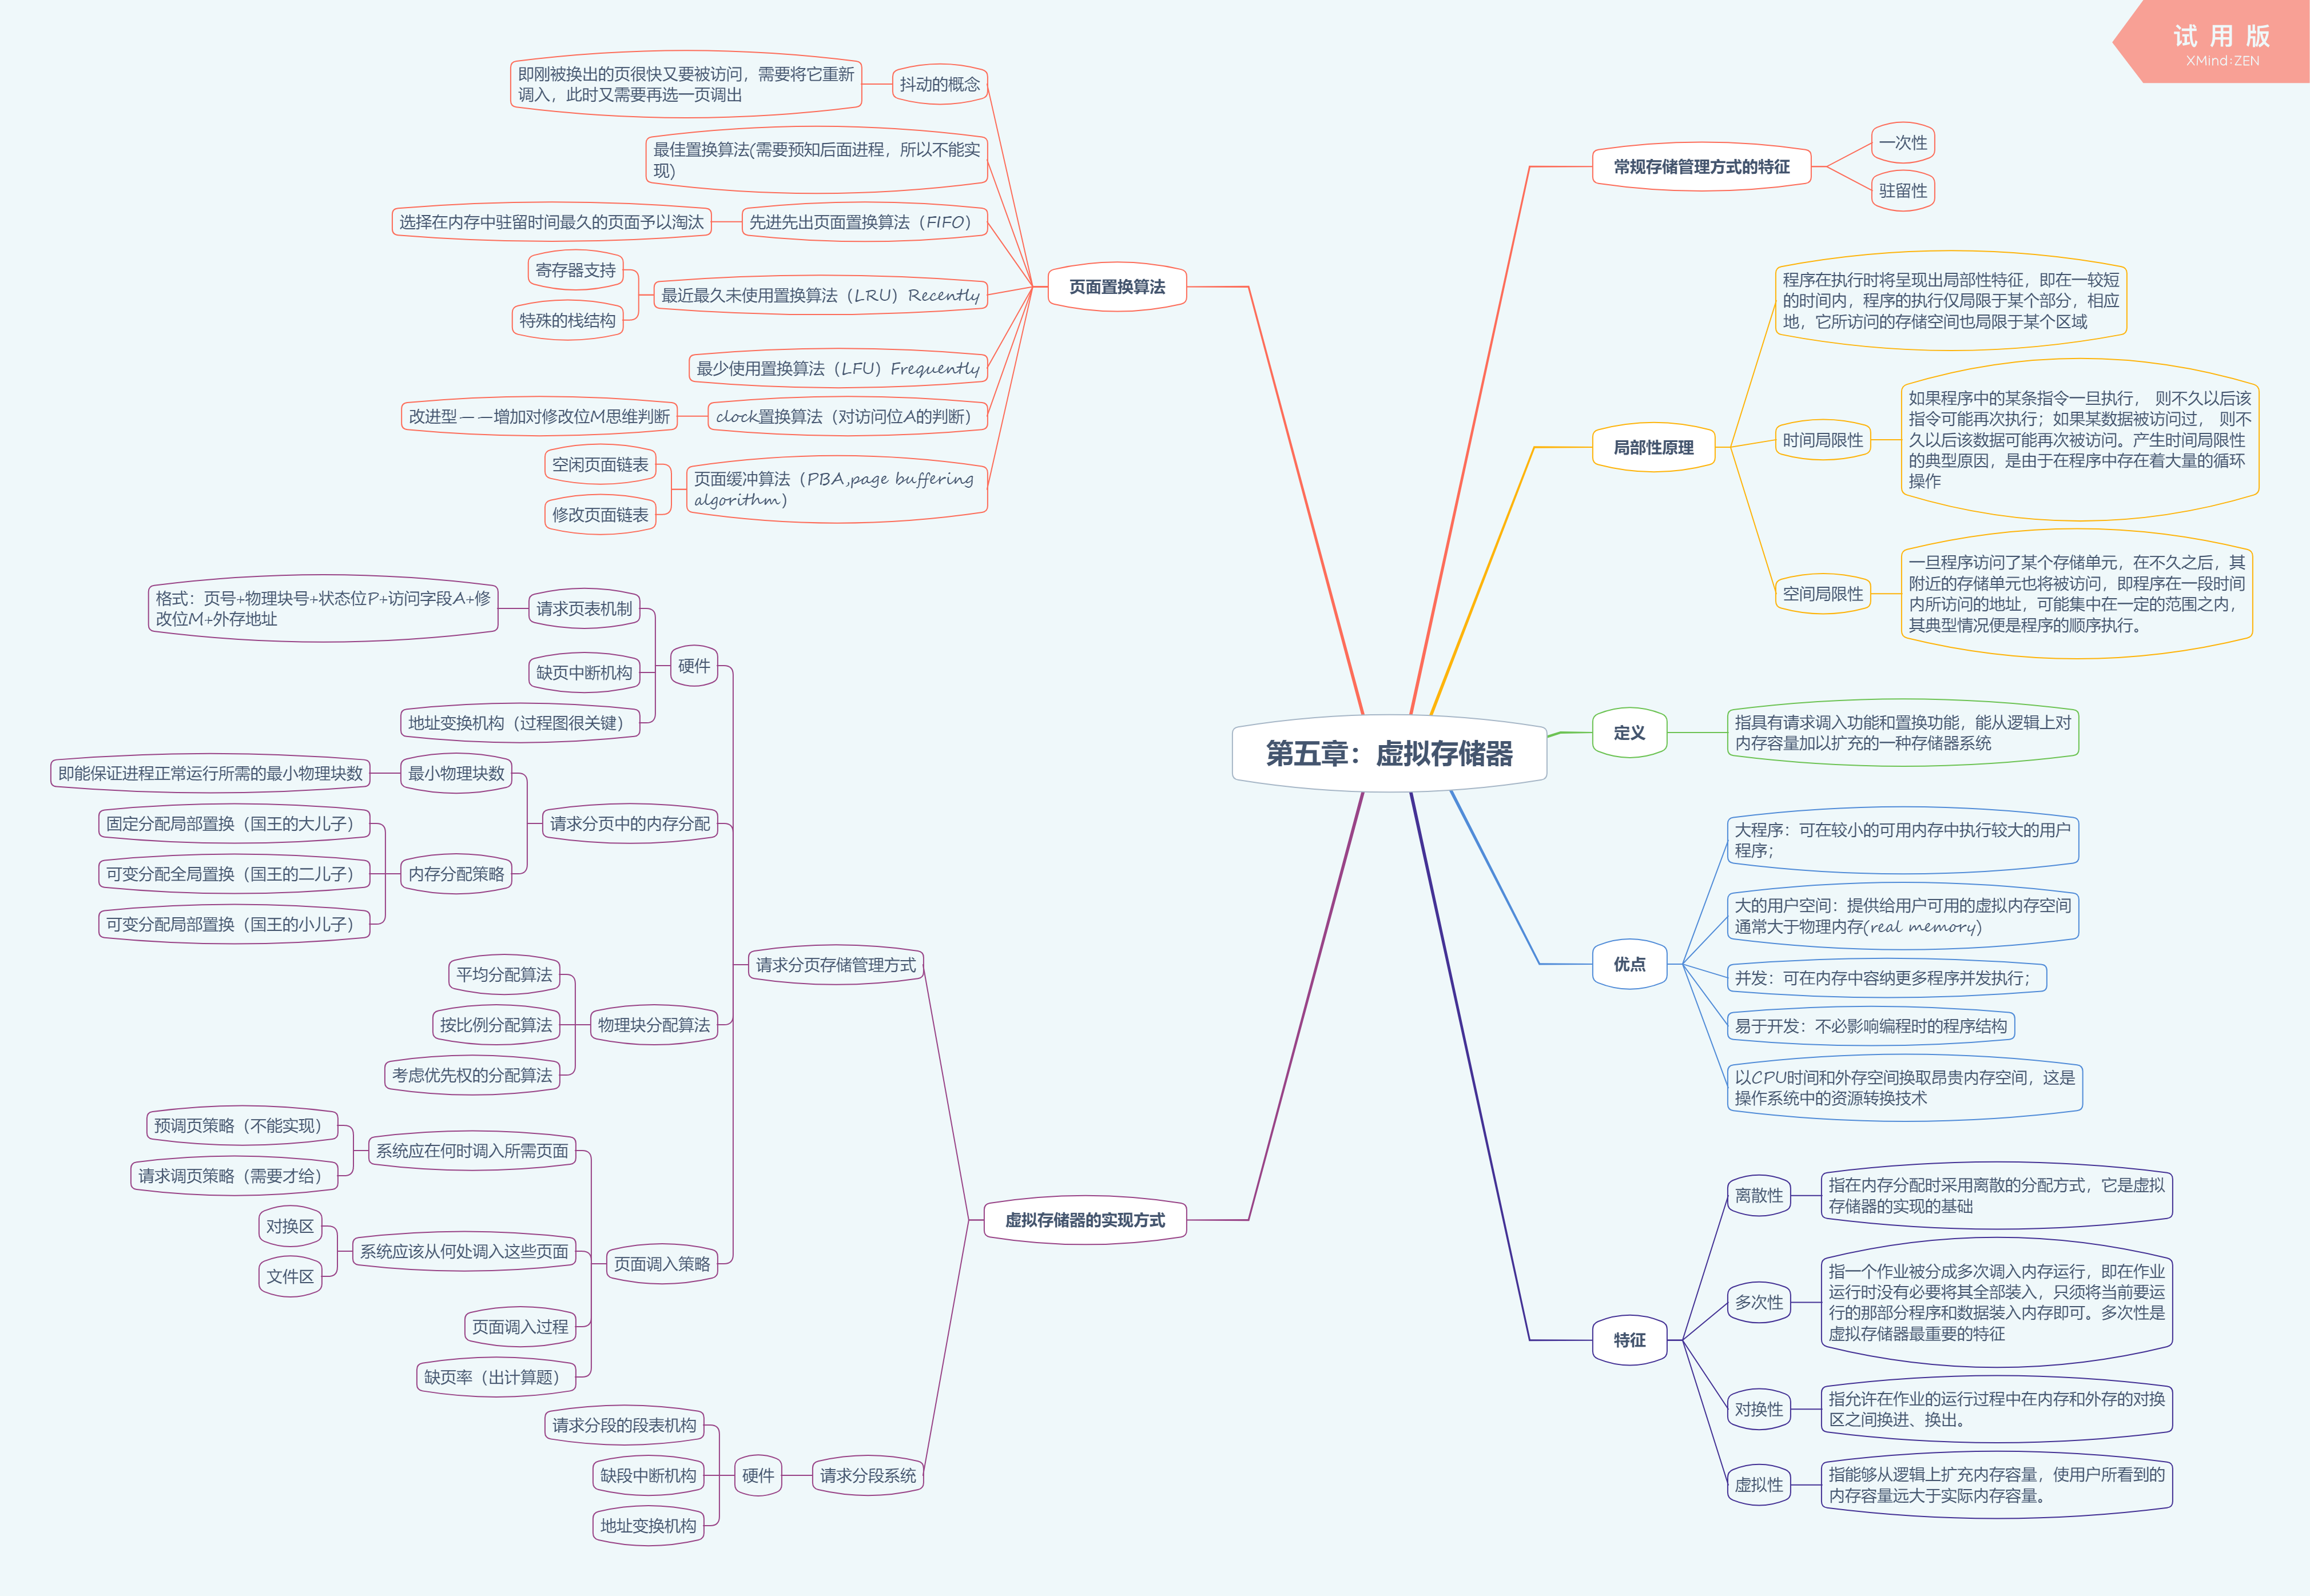 试用版
XMind:ZEN
第五章：虚拟存储器
常规存储管理方式的特征
一次性
驻留性
局部性原理
程序在执行时将呈现出局部性特征，即在一较短
的时间内，程序的执行仅局限于某个部分，相应
地，它所访问的存储空间也局限于某个区域
时间局限性
如果程序中的某条指令一旦执行， 则不久以后该
指令可能再次执行；如果某数据被访问过， 则不
久以后该数据可能再次被访问。产生时间局限性
的典型原因，是由于在程序中存在着大量的循环
操作
空间局限性
一旦程序访问了某个存储单元，在不久之后，其
附近的存储单元也将被访问，即程序在一段时间
内所访问的地址，可能集中在一定的范围之内，
其典型情况便是程序的顺序执行。
定义
指具有请求调入功能和置换功能，能从逻辑上对
内存容量加以扩充的一种存储器系统
优点
大程序：可在较小的可用内存中执行较大的用户
程序；
大的用户空间：提供给用户可用的虚拟内存空间
通常大于物理内存(real memory)
并发：可在内存中容纳更多程序并发执行；
易于开发：不必影响编程时的程序结构
以CPU时间和外存空间换取昂贵内存空间，这是
操作系统中的资源转换技术
特征
离散性
指在内存分配时采用离散的分配方式，它是虚拟
存储器的实现的基础
多次性
指一个作业被分成多次调入内存运行，即在作业
运行时没有必要将其全部装入，只须将当前要运
行的那部分程序和数据装入内存即可。多次性是
虚拟存储器最重要的特征
对换性
指允许在作业的运行过程中在内存和外存的对换
区之间换进、换出。
虚拟性
指能够从逻辑上扩充内存容量，使用户所看到的
内存容量远大于实际内存容量。
页面置换算法
抖动的概念
即刚被换出的页很快又要被访问，需要将它重新
调入，此时又需要再选一页调出
最佳置换算法(需要预知后面进程，所以不能实
现)
先进先出页面置换算法（FIFO）
选择在内存中驻留时间最久的页面予以淘汰
最近最久未使用置换算法（LRU）Recently
寄存器支持
特殊的栈结构
最少使用置换算法（LFU）Frequently
clock置换算法（对访问位A的判断）
改进型——增加对修改位M思维判断
页面缓冲算法（PBA,page buffering
algorithm）
空闲页面链表
修改页面链表
虚拟存储器的实现方式
请求分页存储管理方式
硬件
请求页表机制
格式：页号+物理块号+状态位P+访问字段A+修
改位M+外存地址
缺页中断机构
地址变换机构（过程图很关键）
请求分页中的内存分配
最小物理块数
即能保证进程正常运行所需的最小物理块数
内存分配策略
固定分配局部置换（国王的大儿子）
可变分配全局置换（国王的二儿子）
可变分配局部置换（国王的小儿子）
物理块分配算法
平均分配算法
按比例分配算法
考虑优先权的分配算法
页面调入策略
系统应在何时调入所需页面
预调页策略（不能实现）
请求调页策略（需要才给）
系统应该从何处调入这些页面
对换区
文件区
页面调入过程
缺页率（出计算题）
请求分段系统
硬件
请求分段的段表机构
缺段中断机构
地址变换机构